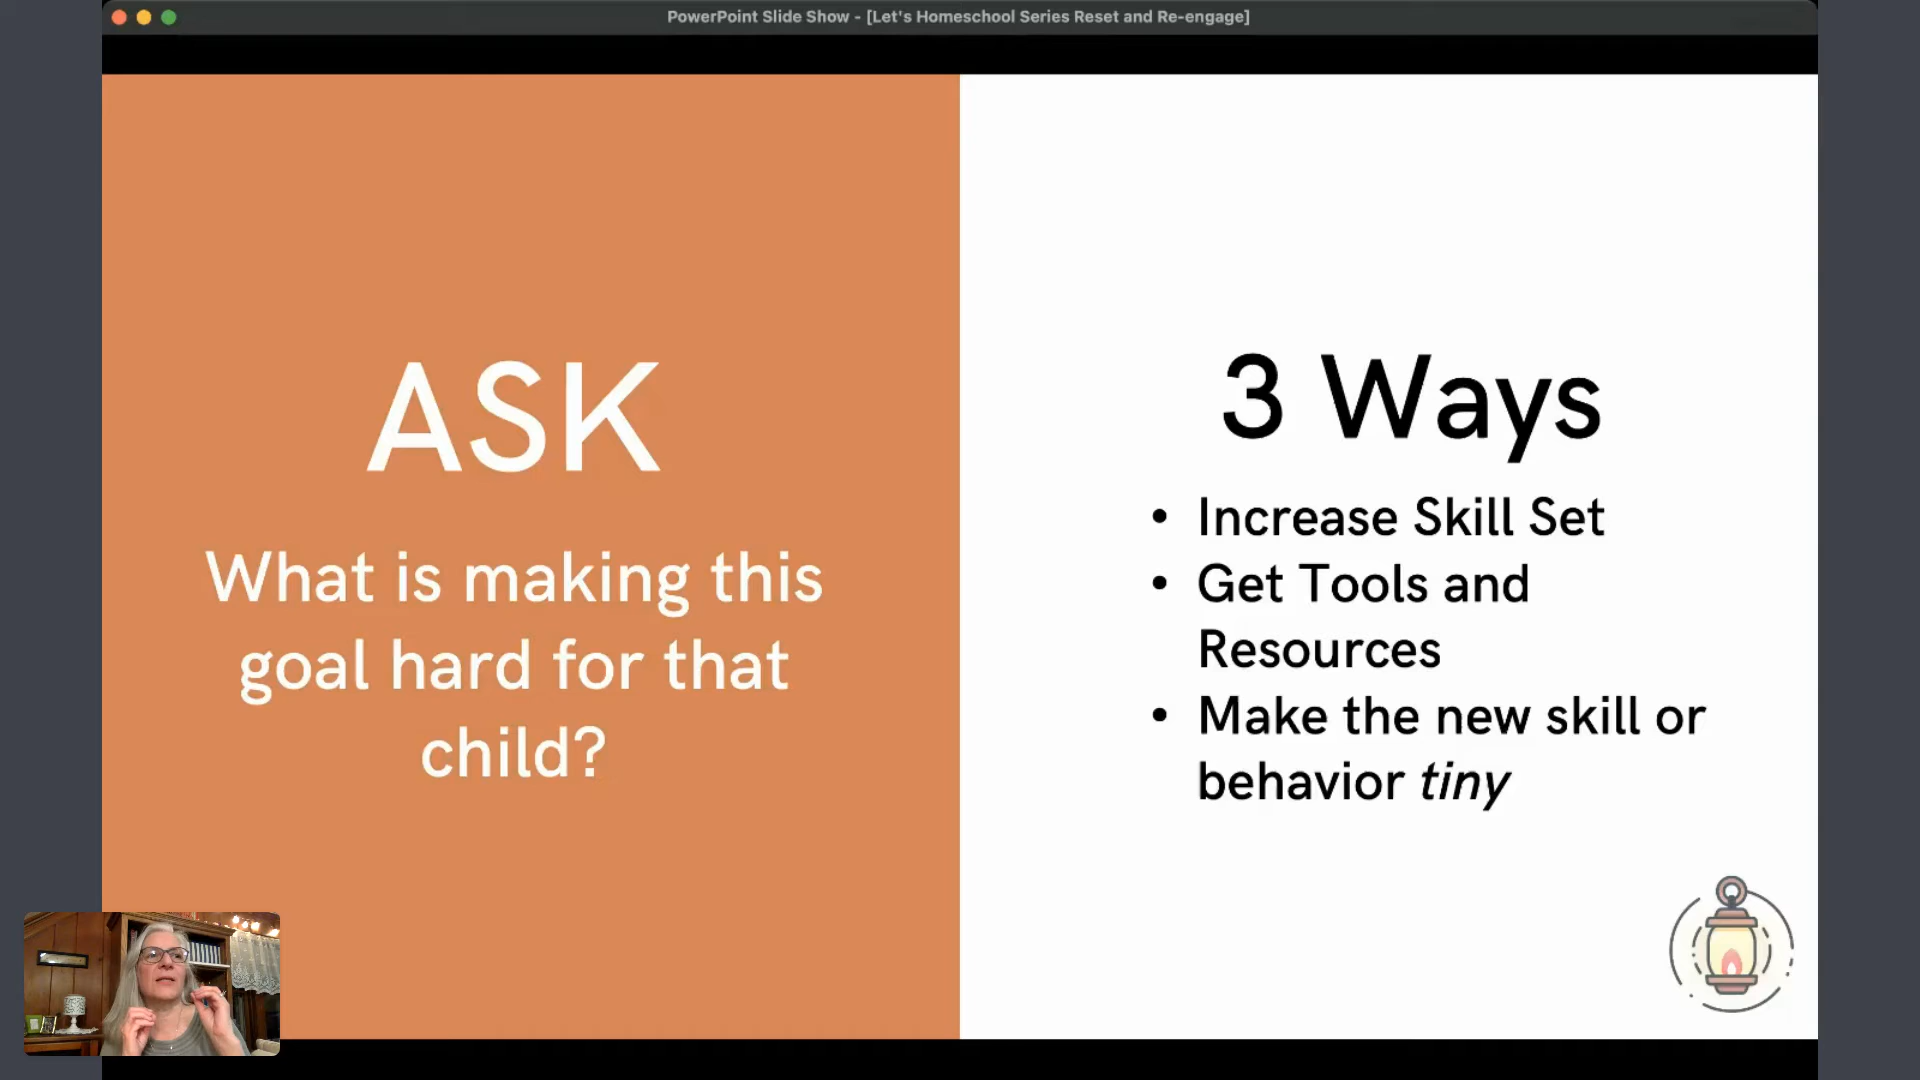 PowerPoint Slide Show - [Let's Homeschool Series Reset and Re-engage]
ASK
What is making this
goal hard for that
child?
3 Ways
• Increase Skill Set
• Get Tools and
Resources
• Make the new skill or
behavior tiny